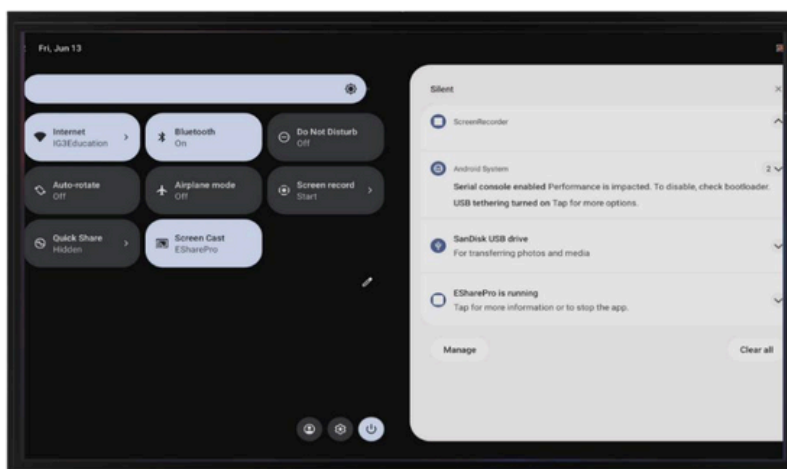 Fri, Jun 13
Internet
IG3Education
Bluetooth
On
Do Not Disturb
Off
Auto-rotate
Off
Airplane mode
Off
Screen record
Start
Quick Share
Hidden
Screen Cast
ESharePro
Silent
ScreenRecorder
Android System
2
Serial console enabled Performance is impacted. To disable, check bootloader.
USB tethering turned on Tap for more options.
SanDisk USB drive
For transferring photos and media
ESharePro is running
Tap for more information or to stop the app.
Manage
Clear all